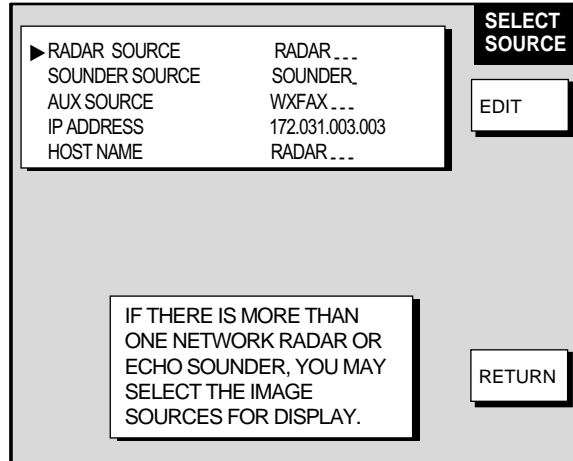 SELECT
SOURCE
▶RADAR SOURCE RADAR_ _ _
SOUNDER SOURCE SOUNDER_
AUX SOURCE WXFAX_ _ _
IP ADDRESS 172.031.003.003
HOST NAME RADAR_ _ _
EDIT
IF THERE IS MORE THAN
ONE NETWORK RADAR OR
ECHO SOUNDER, YOU MAY
SELECT THE IMAGE
SOURCES FOR DISPLAY.
RETURN